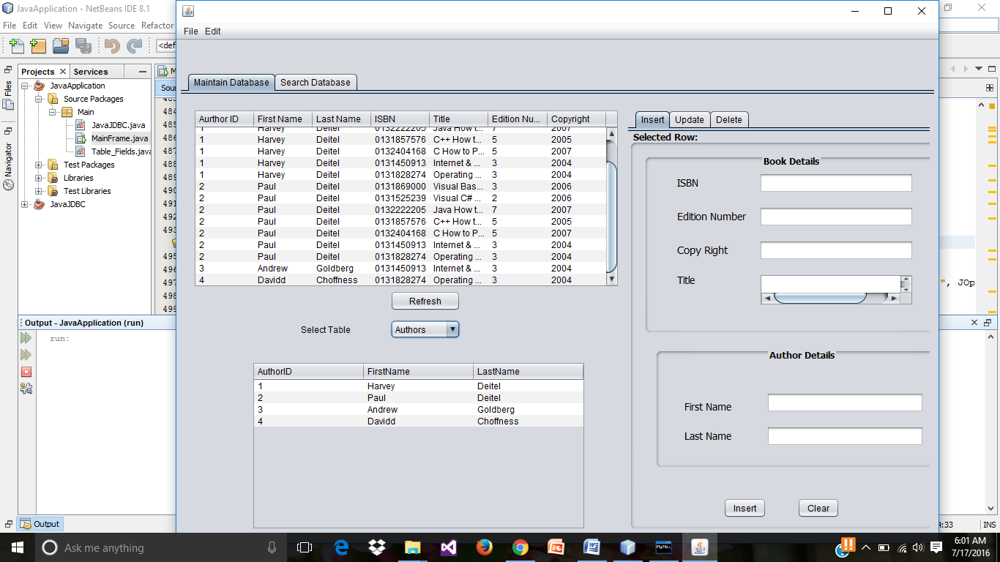 JavaApplication - NetBeans IDE 8.1
File Edit View Navigate Source Refactor
<def
Projects Services
Files
Navigator
JavaApplication
Source Packages
Main
JavaJDBC.java
MainFrame.java
Table_Fields.java
Test Packages
Libraries
Test Libraries
JavaJDBC
M
Sour
483
484
485
486
487
488
489
490
491
492
493
495
496
497
498
499
", JOp
Output - JavaApplication (run)
run:
Output
4:33 INS
File Edit
Maintain Database Search Database
Aurthor ID First Name Last Name ISBN Title Edition Nu... Copyright
1 Harvey Deitel 0132222205 Java How t... 7 2007
1 Harvey Deitel 0131857576 C++ How t... 5 2005
1 Harvey Deitel 0132404168 C How to P... 5 2007
1 Harvey Deitel 0131450913 Internet & ... 3 2004
1 Harvey Deitel 0131828274 Operating ... 3 2004
2 Paul Deitel 0131869000 Visual Bas... 3 2006
2 Paul Deitel 0131525239 Visual C# ... 2 2006
2 Paul Deitel 0132222205 Java How t... 7 2007
2 Paul Deitel 0131857576 C++ How t... 5 2005
2 Paul Deitel 0132404168 C How to P... 5 2007
2 Paul Deitel 0131450913 Internet & ... 3 2004
2 Paul Deitel 0131828274 Operating ... 3 2004
3 Andrew Goldberg 0131450913 Internet & ... 3 2004
4 Davidd Choffness 0131828274 Operating ... 3 2004
Refresh
Select Table Authors
AuthorID FirstName LastName
1 Harvey Deitel
2 Paul Deitel
3 Andrew Goldberg
4 Davidd Choffness
Insert Update Delete
Selected Row:
Book Details
ISBN
Edition Number
Copy Right
Title
Author Details
First Name
Last Name
Insert Clear
Ask me anything
MySQL
6:01 AM
7/17/2016